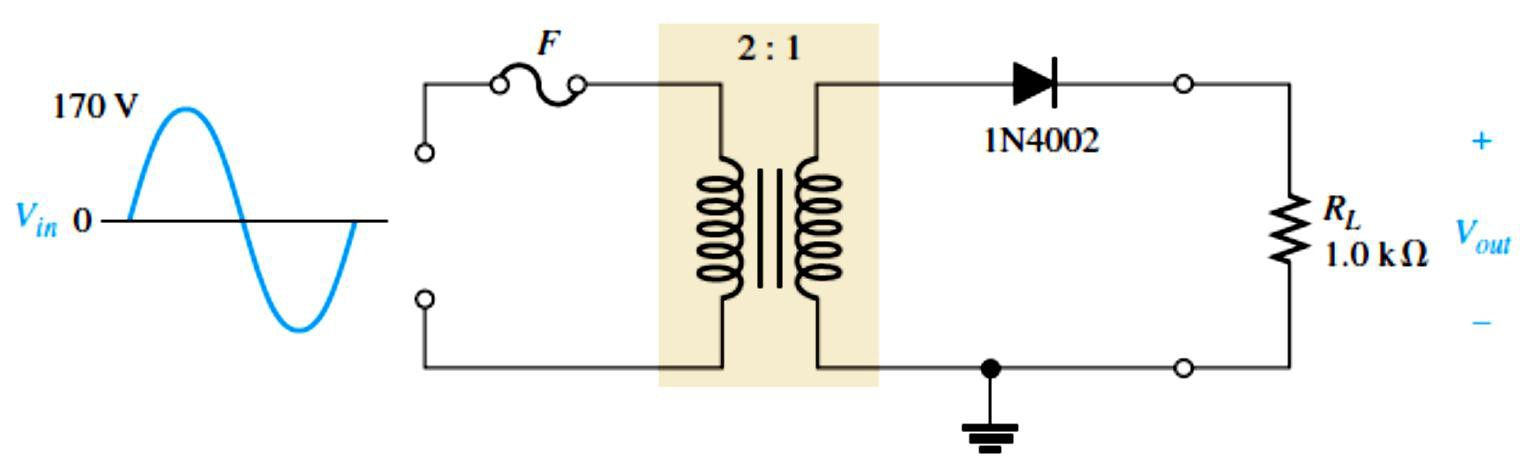 F
2 : 1
170 V
1N4002
+
V_in 0
R_L
1.0 kΩ
V_out
−